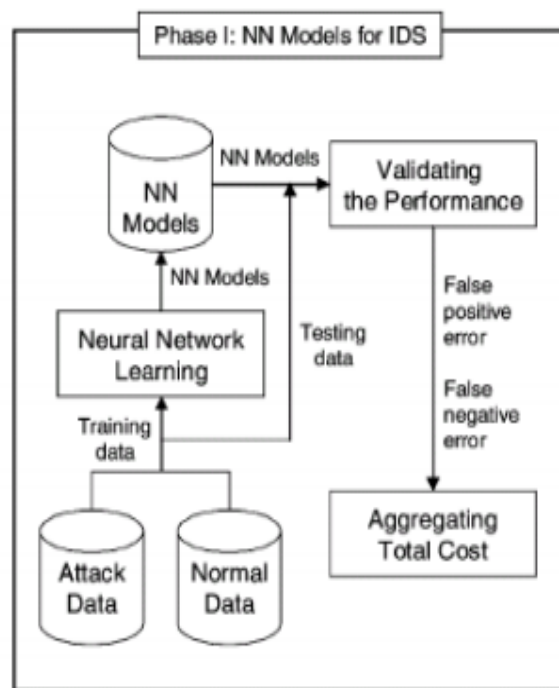 Phase I: NN Models for IDS
NN Models
NN
Models
Validating
the Performance
NN Models
False
positive
error
Neural Network
Learning
Testing
data
False
negative
error
Training
data
Aggregating
Total Cost
Attack
Data
Normal
Data